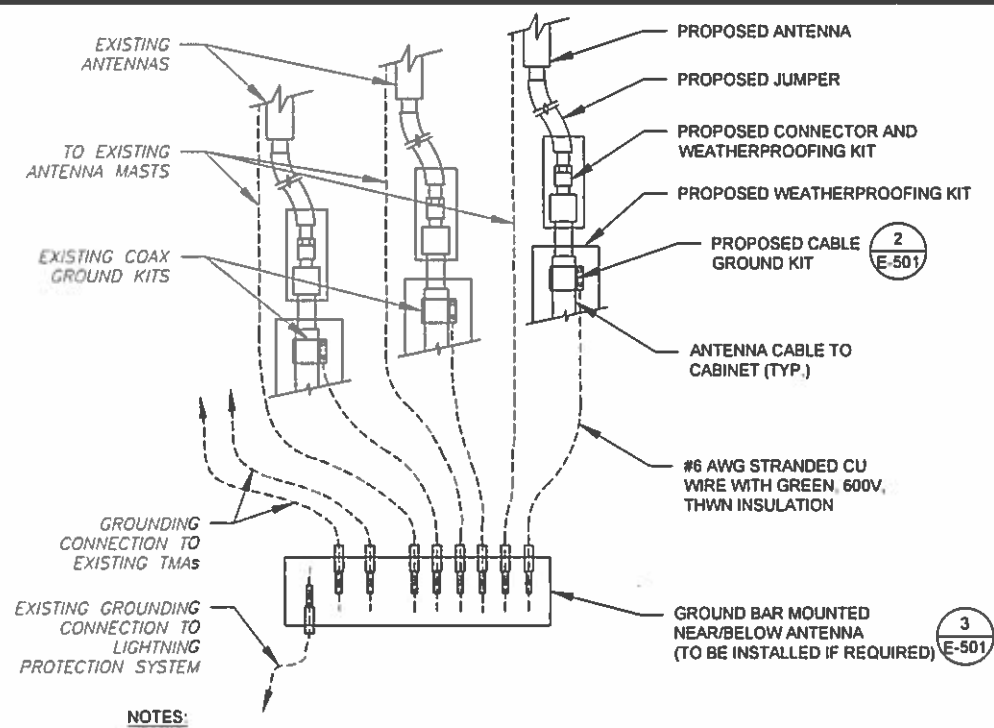 EXISTING
ANTENNAS
TO EXISTING
ANTENNA MASTS
EXISTING COAX
GROUND KITS
GROUNDING
CONNECTION TO
EXISTING TMAs
EXISTING GROUNDING
CONNECTION TO
LIGHTNING
PROTECTION SYSTEM
NOTES:
PROPOSED ANTENNA
PROPOSED JUMPER
PROPOSED CONNECTOR AND
WEATHERPROOFING KIT
PROPOSED WEATHERPROOFING KIT
PROPOSED CABLE
GROUND KIT
2
E-501
ANTENNA CABLE TO
CABINET (TYP.)
#6 AWG STRANDED CU
WIRE WITH GREEN, 600V,
THWN INSULATION
GROUND BAR MOUNTED
NEAR/BELOW ANTENNA
(TO BE INSTALLED IF REQUIRED)
3
E-501